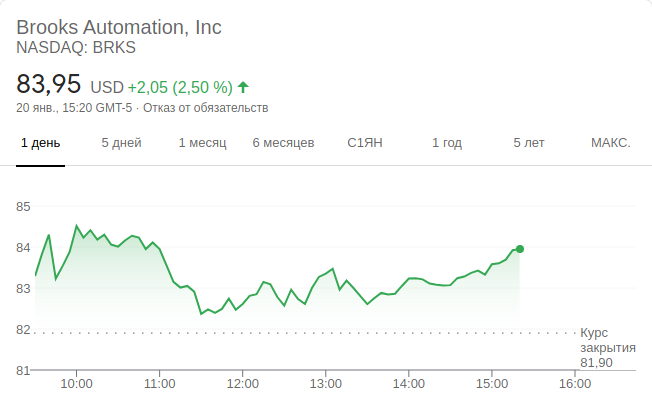 Brooks Automation, Inc
NASDAQ: BRKS
83,95 USD +2,05 (2,50 %)
20 янв., 15:20 GMT-5 · Отказ от обязательств
1 день 5 дней 1 месяц 6 месяцев С1ЯН 1 год 5 лет МАКС.
85
84
83
82
Курс
закрытия
81,90
81
10:00 11:00 12:00 13:00 14:00 15:00 16:00